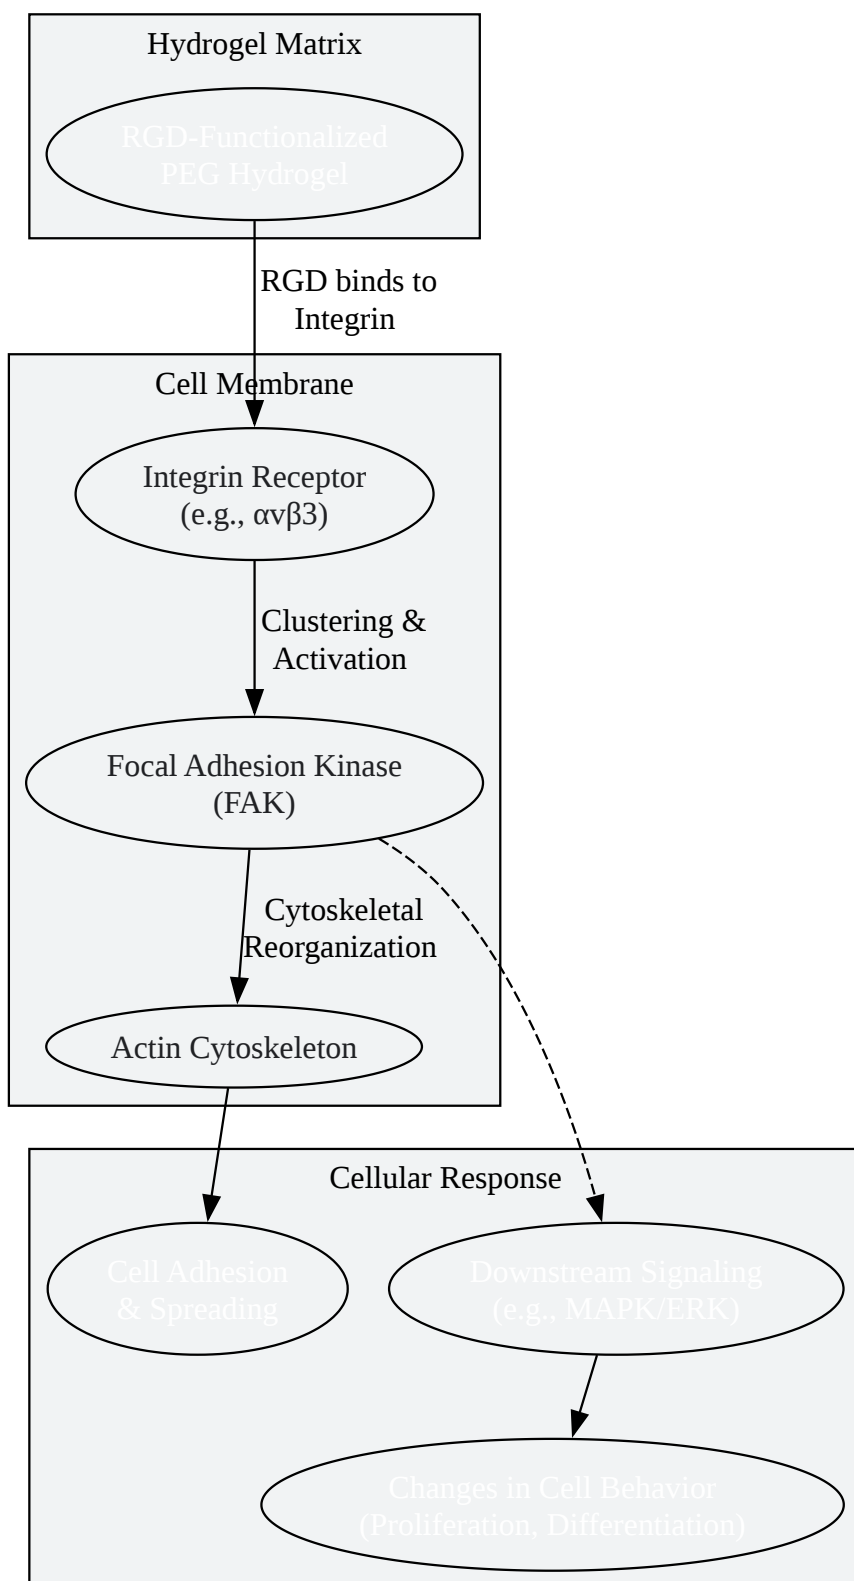 Hydrogel Matrix
RGD-Functionalized
PEG Hydrogel
RGD binds to
Integrin
Cell Membrane
Integrin Receptor
(e.g., αvβ3)
Clustering &
Activation
Focal Adhesion Kinase
(FAK)
Cytoskeletal
Reorganization
Actin Cytoskeleton
Cellular Response
Cell Adhesion
& Spreading
Downstream Signaling
(e.g., MAPK/ERK)
Changes in Cell Behavior
(Proliferation, Differentiation)